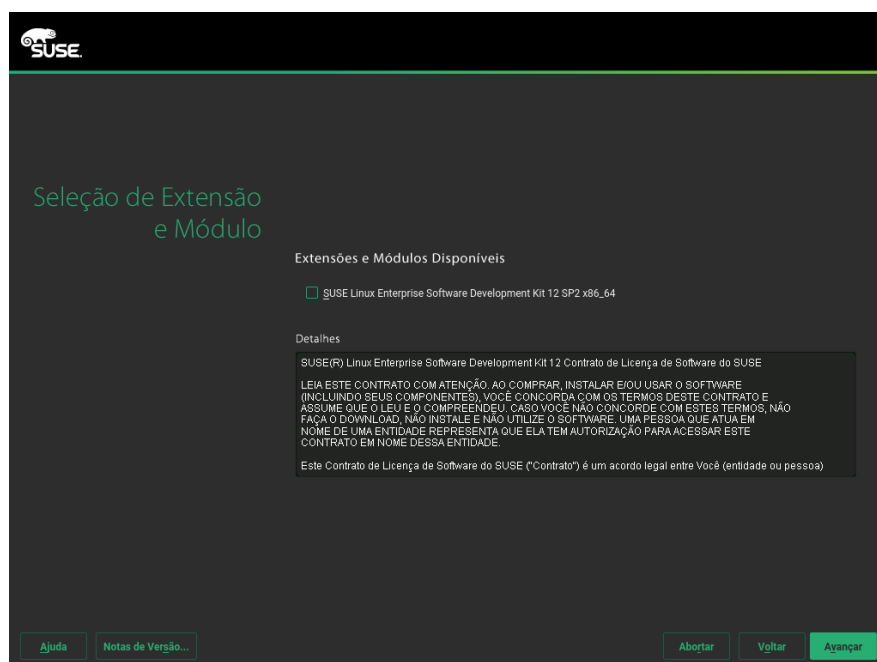 SUSE.
Seleção de Extensão
e Módulo
Extensões e Módulos Disponíveis
SUSE Linux Enterprise Software Development Kit 12 SP2 x86_64
Detalhes
SUSE(R) Linux Enterprise Software Development Kit 12 Contrato de Licença de Software do SUSE
LEIA ESTE CONTRATO COM ATENÇÃO. AO COMPRAR, INSTALAR E/OU USAR O SOFTWARE
(INCLUINDO SEUS COMPONENTES), VOCÊ CONCORDA COM OS TERMOS DESTE CONTRATO E
ASSUME QUE O LEU E O COMPREENDEU. CASO VOCÊ NÃO CONCORDE COM ESTES TERMOS, NÃO
FAÇA O DOWNLOAD, NÃO INSTALE E NÃO UTILIZE O SOFTWARE. UMA PESSOA QUE ATUA EM
NOME DE UMA ENTIDADE REPRESENTA QUE ELA TEM AUTORIZAÇÃO PARA ACESSAR ESTE
CONTRATO EM NOME DESSA ENTIDADE.
Este Contrato de Licença de Software do SUSE ("Contrato") é um acordo legal entre Você (entidade ou pessoa)
Ajuda Notas de Versão... Abortar Voltar Avançar